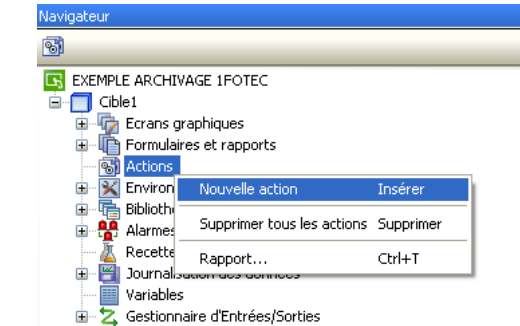 Navigateur
EXEMPLE ARCHIVAGE 1FOTEC
Cible1
Ecrans graphiques
Formulaires et rapports
Actions
Environ
Nouvelle action Insérer
Biblioth
Supprimer tous les actions Supprimer
Alarmes
Recette
Rapport... Ctrl+T
Journalisation des données
Variables
Gestionnaire d'Entrées/Sorties